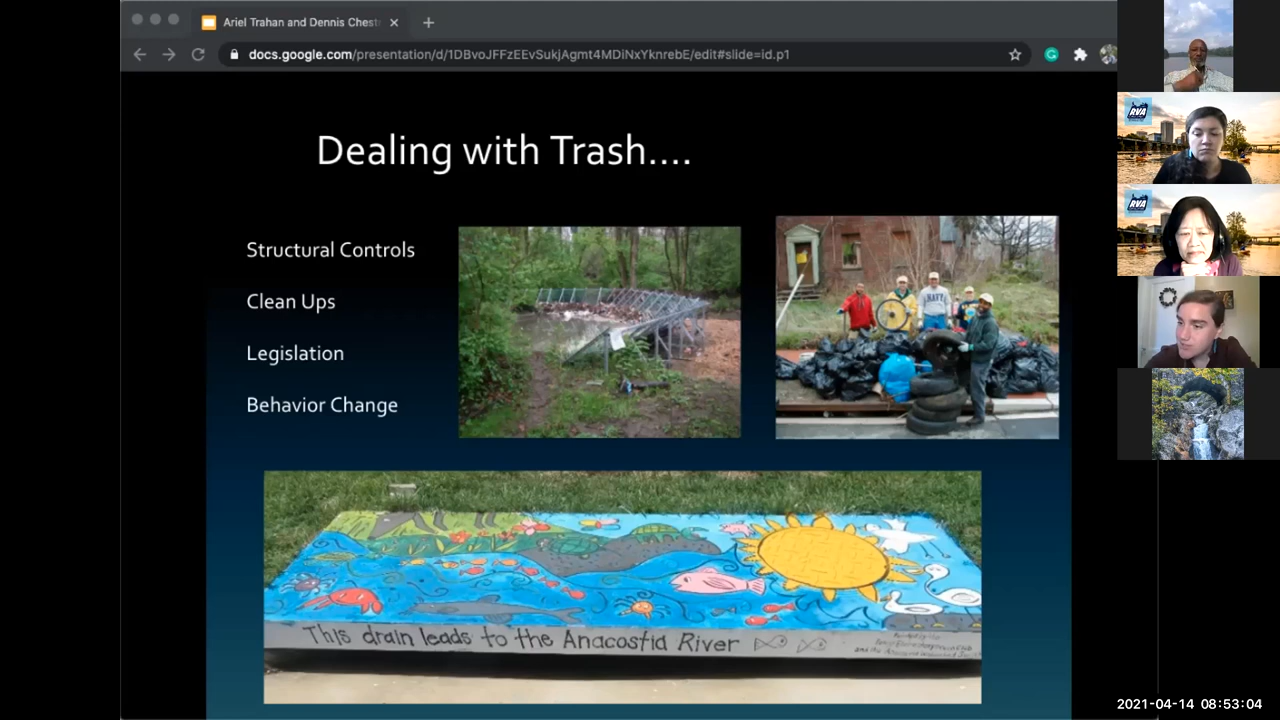 Ariel Trahan and Dennis Chest
docs.google.com/presentation/d/1DBvoJFFzEEvSukjAgmt4MDiNxYknrebE/edit#slide=id.p1
Dealing with Trash....
Structural Controls
Clean Ups
Legislation
Behavior Change
NAVY
This drain leads to the Anacostia River
RVA
RVA
2021-04-14 08:53:04